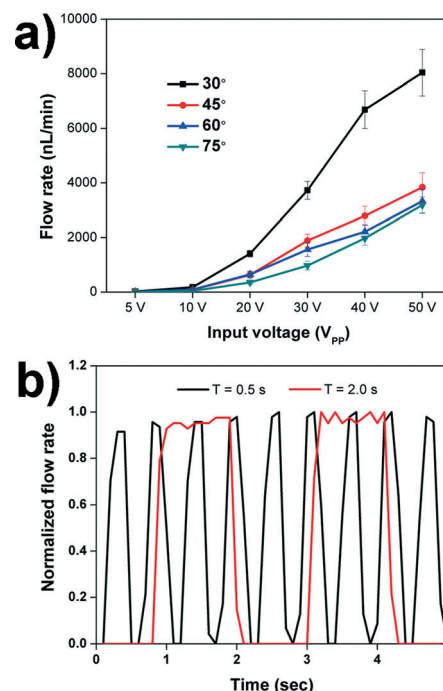 a)
10000
8000
6000
4000
2000
0
30°
45°
60°
75°
Flow rate (nL/min)
5 V 10 V 20 V 30 V 40 V 50 V
Input voltage (VPP)
b)
1.2
1.0
0.8
0.6
0.4
0.2
0.0
T = 0.5 s T = 2.0 s
Normalized flow rate
0 1 2 3 4
Time (sec)